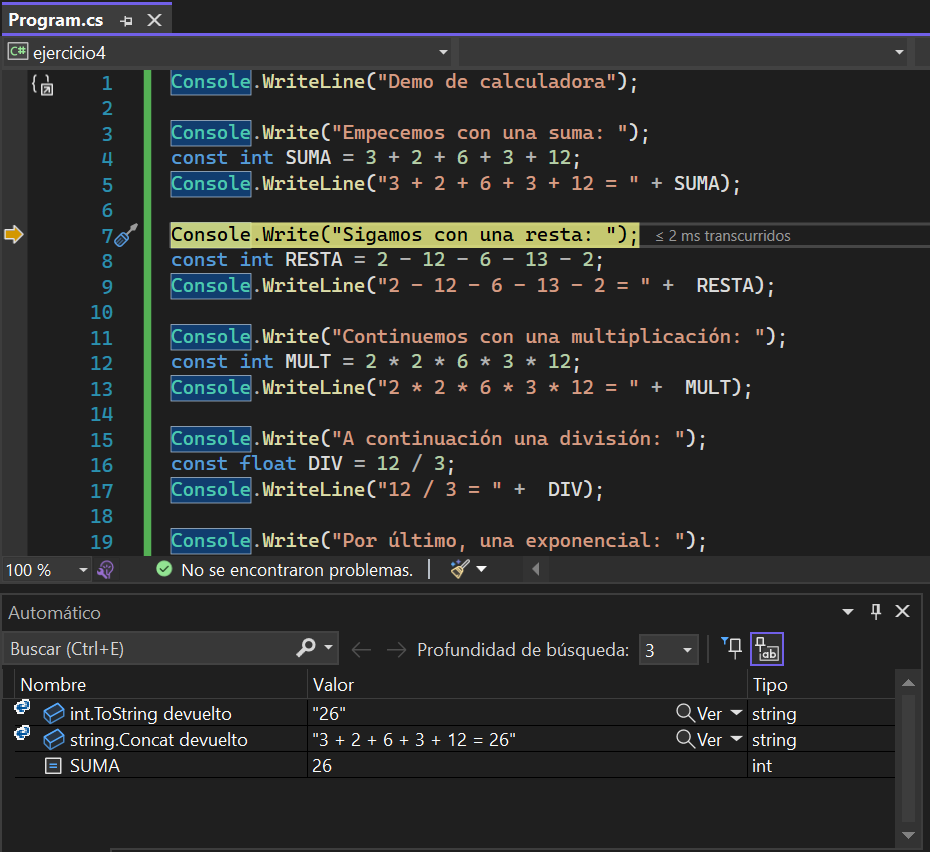 Program.cs
C# ejercicio4
1 Console.WriteLine("Demo de calculadora");
2
3 Console.Write("Empecemos con una suma: ");
4 const int SUMA = 3 + 2 + 6 + 3 + 12;
5 Console.WriteLine("3 + 2 + 6 + 3 + 12 = " + SUMA);
6
7 Console.Write("Sigamos con una resta: "); ≤ 2 ms transcurridos
8 const int RESTA = 2 - 12 - 6 - 13 - 2;
9 Console.WriteLine("2 - 12 - 6 - 13 - 2 = " +  RESTA);
10
11 Console.Write("Continuemos con una multiplicación: ");
12 const int MULT = 2 * 2 * 6 * 3 * 12;
13 Console.WriteLine("2 * 2 * 6 * 3 * 12 = " +  MULT);
14
15 Console.Write("A continuación una división: ");
16 const float DIV = 12 / 3;
17 Console.WriteLine("12 / 3 = " +  DIV);
18
19 Console.Write("Por último, una exponencial: ");
100 % No se encontraron problemas.
Automático
Buscar (Ctrl+E) Profundidad de búsqueda: 3
Nombre Valor Tipo
int.ToString devuelto "26" Ver string
string.Concat devuelto "3 + 2 + 6 + 3 + 12 = 26" Ver string
SUMA 26 int